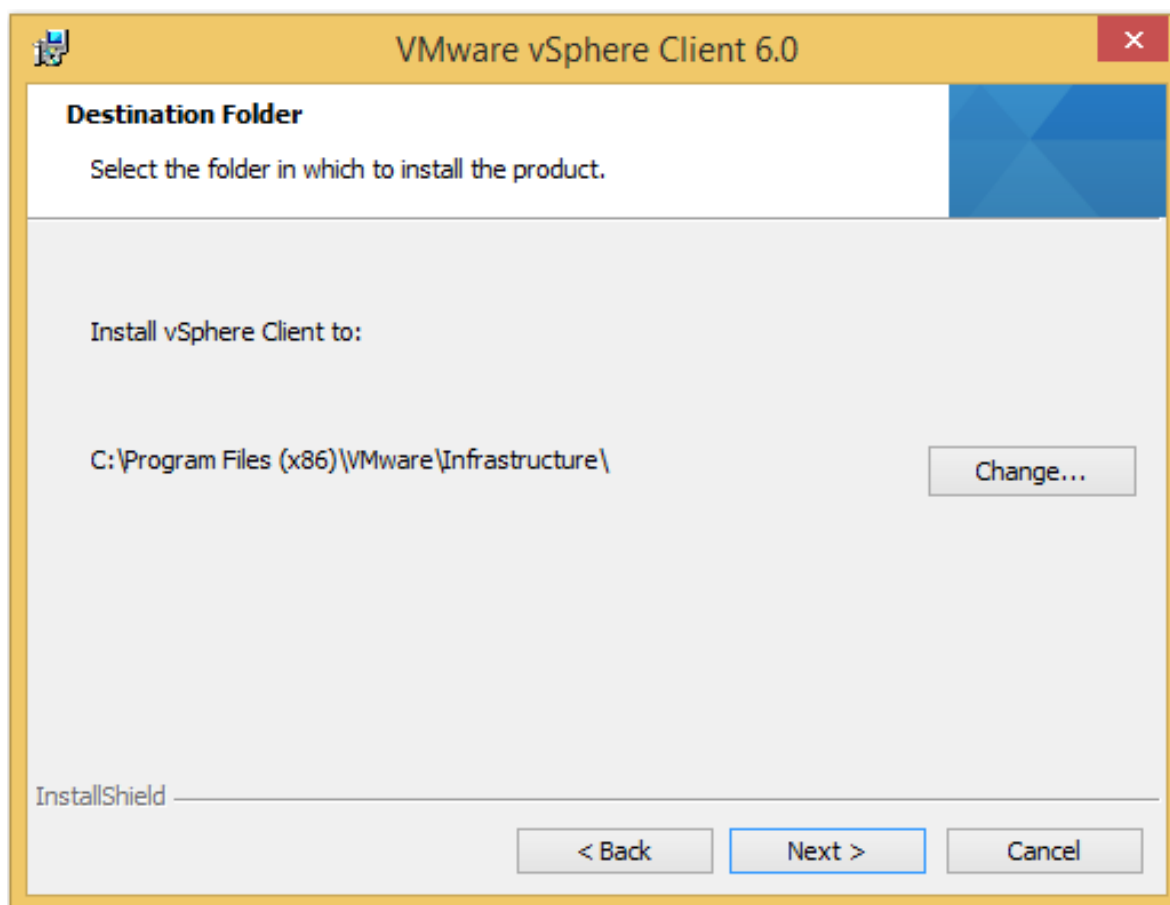 VMware vSphere Client 6.0
Destination Folder
Select the folder in which to install the product.
Install vSphere Client to:
C:\Program Files (x86)\VMware\Infrastructure\
Change...
InstallShield
< Back
Next >
Cancel